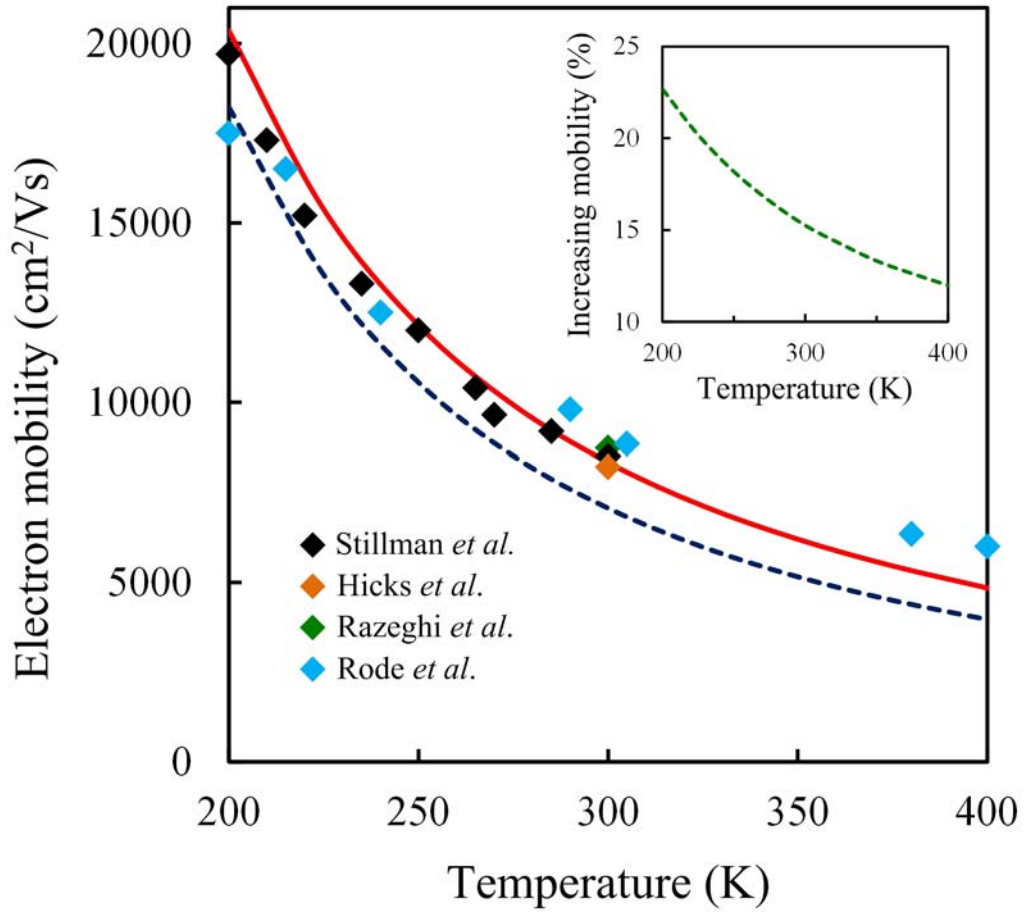 Electron mobility (cm²/Vs)
20000
15000
10000
5000
0
200
250
300
350
400
Temperature (K)
Stillman et al.
Hicks et al.
Razeghi et al.
Rode et al.
Increasing mobility (%)
25
20
15
10
200
300
400
Temperature (K)